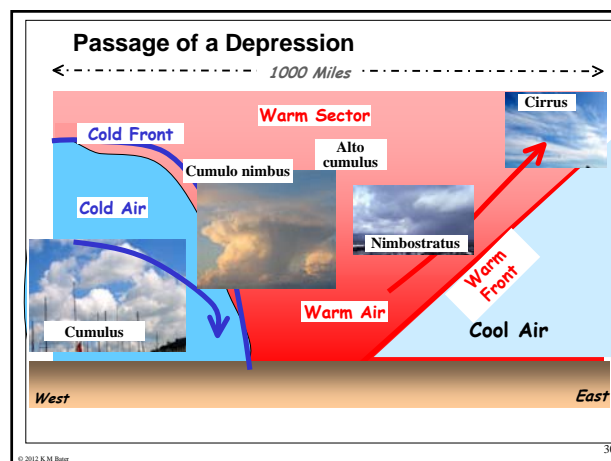 Passage of a Depression
1000 Miles
Cirrus
Warm Sector
Cold Front
Alto
cumulus
Cumulo nimbus
Cold Air
Nimbostratus
Warm
Front
Warm Air
Cumulus
Cool Air
West
East
30
© 2012 K M Bater